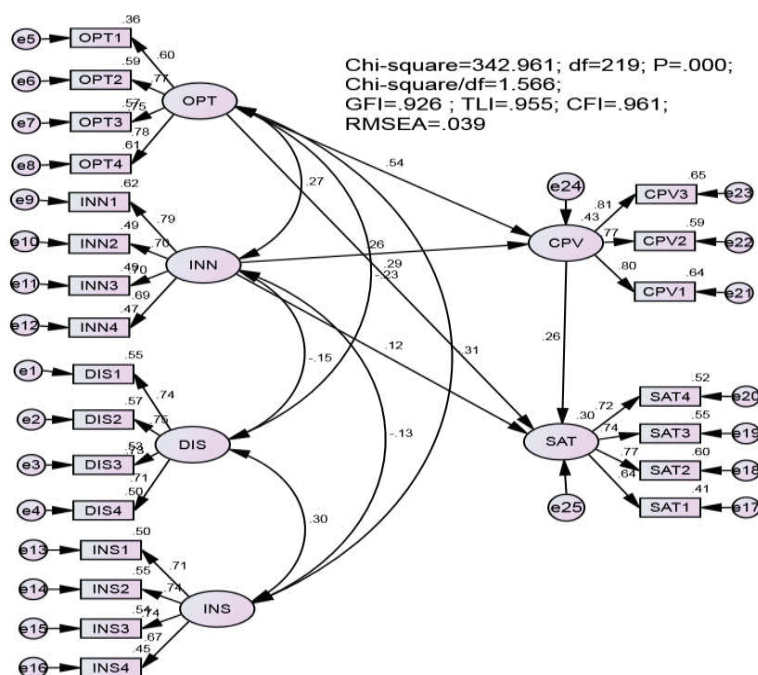 Chi-square=342.961; df=219; P=.000;
Chi-square/df=1.566;
GFI=.926 ; TLI=.955; CFI=.961;
RMSEA=.039
e5 .36 OPT1 .60
e6 .59 OPT2 .77
e7 .57 OPT3 .75
e8 .61 OPT4 .78
OPT
e9 .62 INN1 .79
e10 .49 INN2 .70
e11 .49 INN3 .70
e12 .47 INN4 .69
INN
e1 .55 DIS1 .74
e2 .57 DIS2 .75
e3 .53 DIS3 .73
e4 .50 DIS4 .71
DIS
e13 .50 INS1 .71
e14 .55 INS2 .74
e15 .54 INS3 .74
e16 .45 INS4 .67
INS
.27
.54
.26
.29
-.23
.12
.31
-.15
-.13
.30
e24
.43
CPV
.81 CPV3 .65 e23
.77 CPV2 .59 e22
.80 CPV1 .64 e21
.26
.30
SAT
e25
.72 SAT4 .52 e20
.74 SAT3 .55 e19
.77 SAT2 .60 e18
.64 SAT1 .41 e17